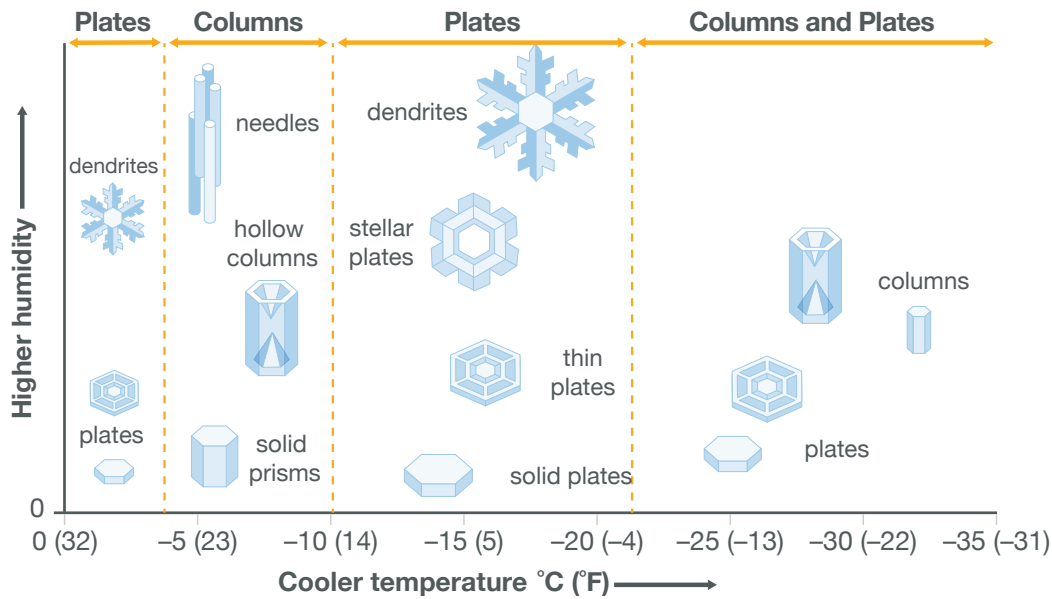 Plates
Columns
Plates
Columns and Plates
Higher humidity
dendrites
plates
needles
hollow
columns
solid
prisms
dendrites
stellar
plates
thin
plates
solid plates
columns
plates
0
0 (32)
–5 (23)
–10 (14)
–15 (5)
–20 (–4)
–25 (–13)
–30 (–22)
–35 (–31)
Cooler temperature °C (°F)